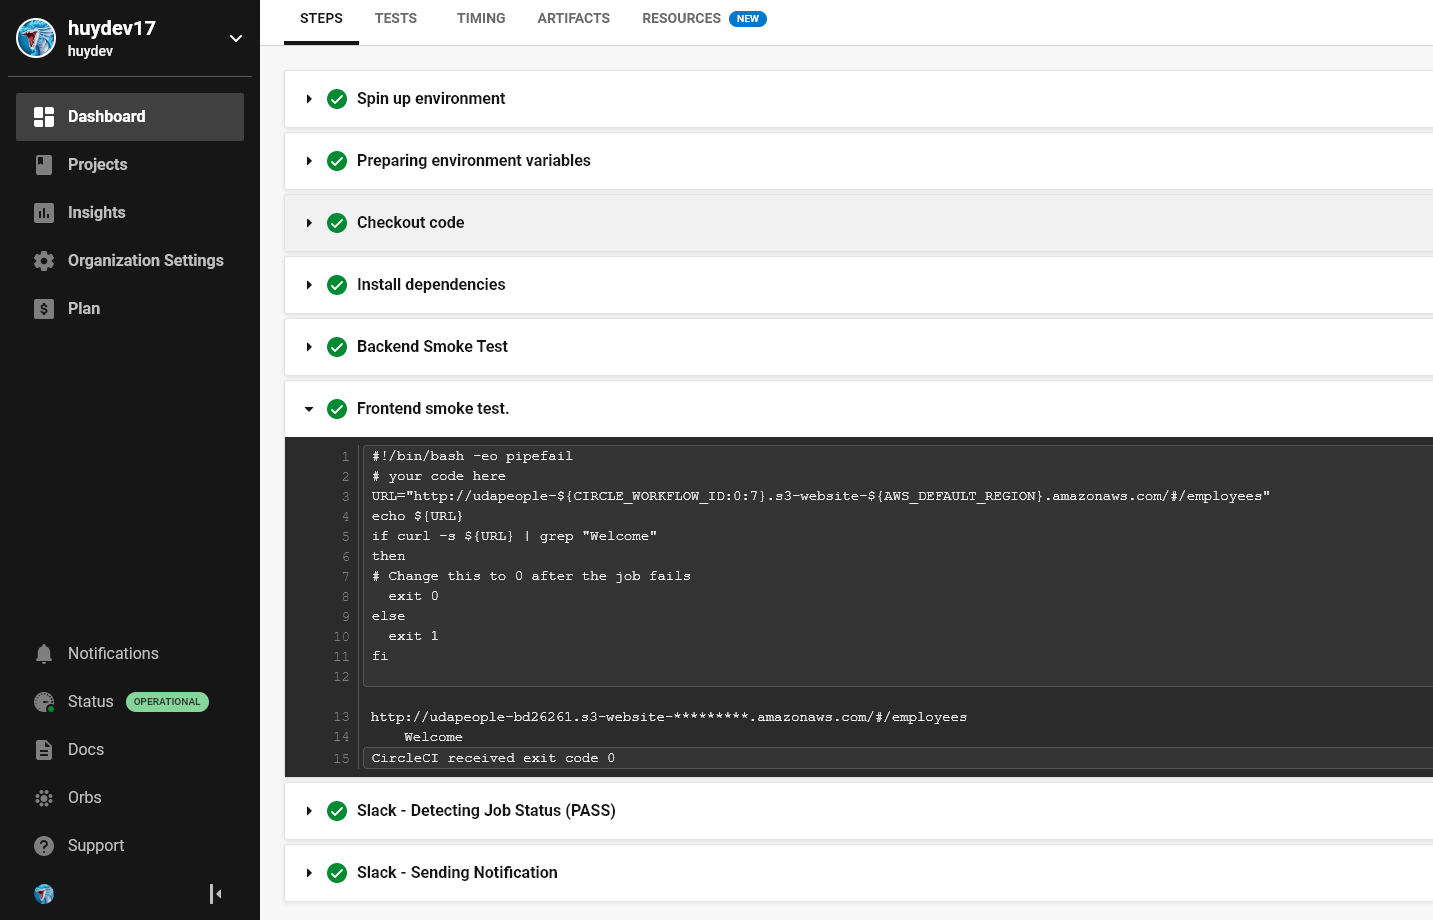 huydev17
huydev
Dashboard
Projects
Insights
Organization Settings
Plan
Notifications
Status OPERATIONAL
Docs
Orbs
Support
STEPS TESTS TIMING ARTIFACTS RESOURCES NEW
Spin up environment
Preparing environment variables
Checkout code
Install dependencies
Backend Smoke Test
Frontend smoke test.
1 #!/bin/bash -eo pipefail
2 # your code here
3 URL="http://udapeople-${CIRCLE_WORKFLOW_ID:0:7}.s3-website-${AWS_DEFAULT_REGION}.amazonaws.com/#/employees"
4 echo ${URL}
5 if curl -s ${URL} | grep "Welcome"
6 then
7 # Change this to 0 after the job fails
8   exit 0
9 else
10   exit 1
11 fi
12
13 http://udapeople-bd26261.s3-website-*********.amazonaws.com/#/employees
14     Welcome
15 CircleCI received exit code 0
Slack - Detecting Job Status (PASS)
Slack - Sending Notification